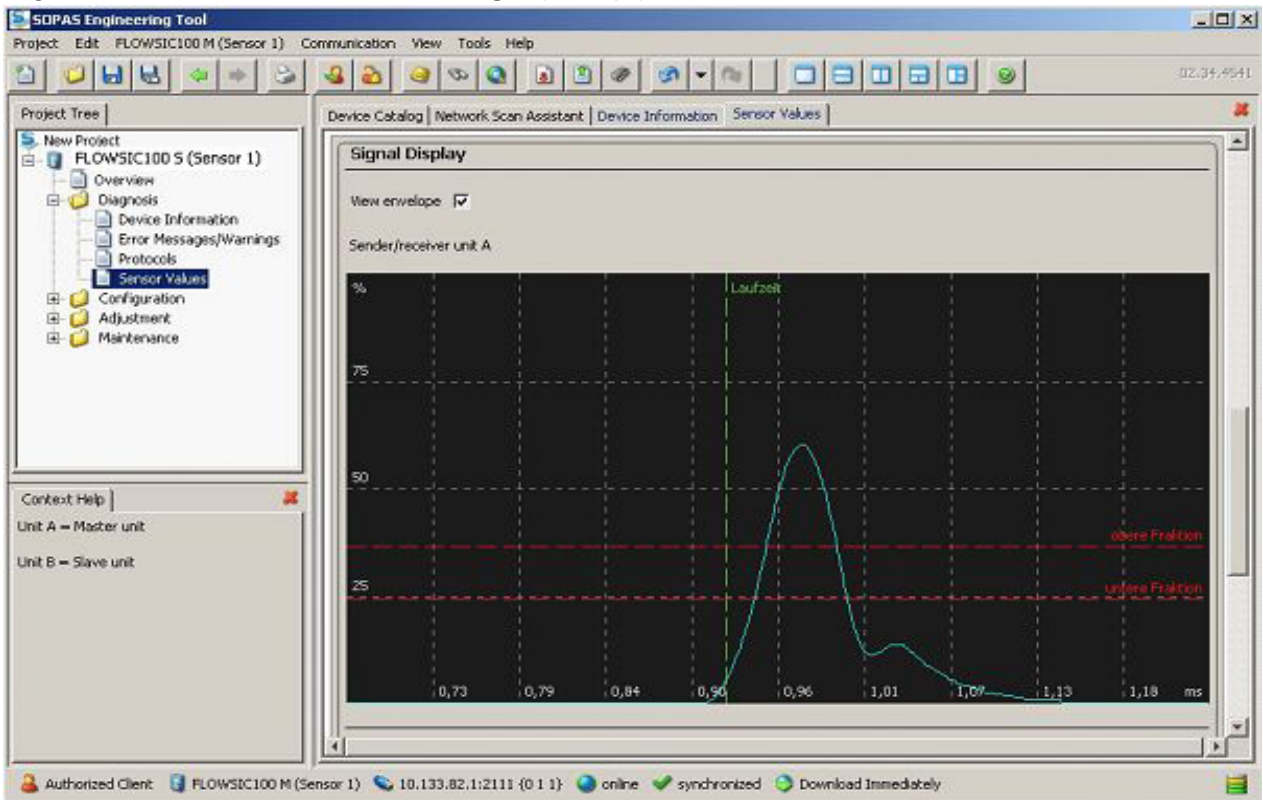 SOPAS Engineering Tool
Project Edit FLOWSIC100 M (Sensor 1) Communication View Tools Help
02.34.4541
Project Tree
New Project
FLOWSIC100 S (Sensor 1)
Overview
Diagnosis
Device Information
Error Messages/Warnings
Protocols
Sensor Values
Configuration
Adjustment
Maintenance
Context Help
Unit A = Master unit
Unit B = Slave unit
Device Catalog Network Scan Assistant Device Information Sensor Values
Signal Display
View envelope
Sender/receiver unit A
%
Laufzeit
75
50
obere Fraktion
25
untere Fraktion
0,73 0,79 0,84 0,90 0,96 1,01 1,07 1,13 1,18 ms
Authorized Client FLOWSIC100 M (Sensor 1) 10.133.82.1:2111 {0 1 1} online synchronized Download Immediately